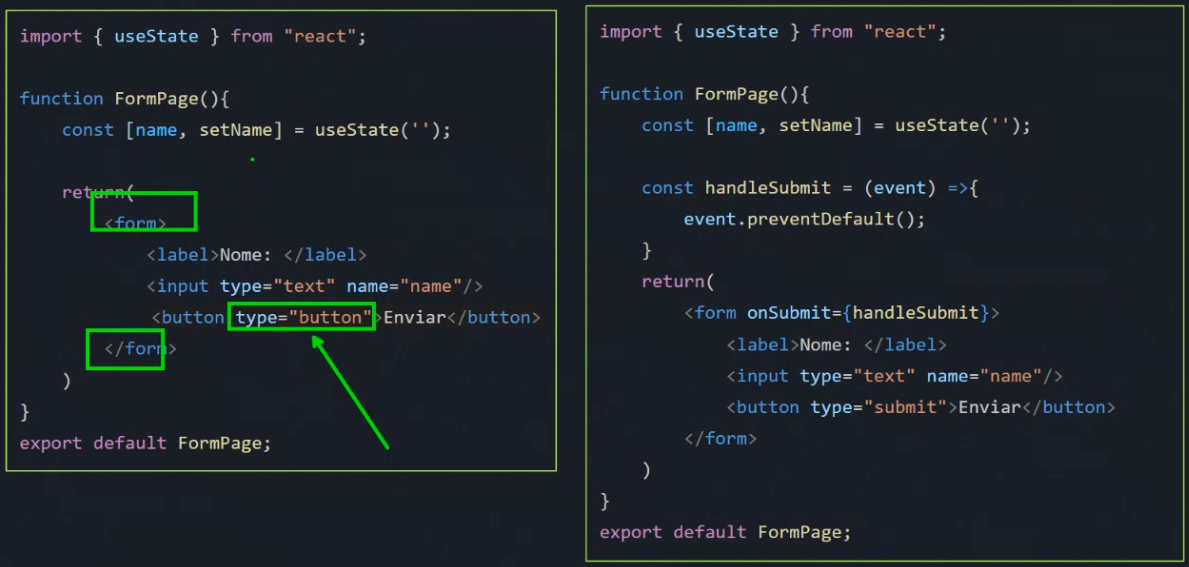 import { useState } from "react";
function FormPage(){
const [name, setName] = useState('');
return(
<form>
<label>Nome: </label>
<input type="text" name="name"/>
<button type="button">Enviar</button>
</form>
)
}
export default FormPage;
import { useState } from "react";
function FormPage(){
const [name, setName] = useState('');
const handleSubmit = (event) =>{
event.preventDefault();
}
return(
<form onSubmit={handleSubmit}>
<label>Nome: </label>
<input type="text" name="name"/>
<button type="submit">Enviar</button>
</form>
)
}
export default FormPage;